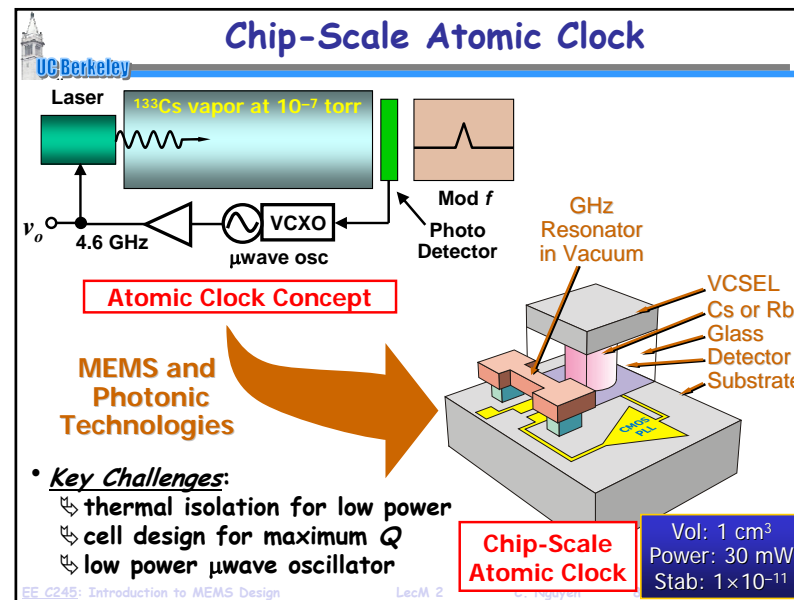 Chip-Scale Atomic Clock
UC Berkeley
Laser
¹³³Cs vapor at 10⁻⁷ torr
Mod f
vₒ
4.6 GHz
VCXO
μwave osc
Photo
Detector
Atomic Clock Concept
GHz
Resonator
in Vacuum
VCSEL
Cs or Rb
Glass
Detector
Substrate
CMOS
PLL
MEMS and
Photonic
Technologies
• Key Challenges:
thermal isolation for low power
cell design for maximum Q
low power μwave oscillator
Chip-Scale
Atomic Clock
Vol: 1 cm³
Power: 30 mW
Stab: 1×10⁻¹¹
EE C245: Introduction to MEMS Design LecM 2 C. Nguyen